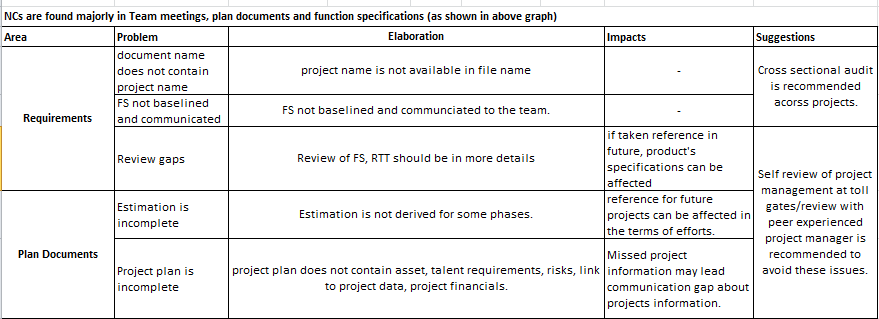 NCs are found majorly in Team meetings, plan documents and function specifications (as shown in above graph)
Area Problem Elaboration Impacts Suggestions
Requirements
document name
does not contain
project name
project name is not available in file name
-
Cross sectional audit
is recommended
acorss projects.
FS not baselined
and communicated
FS not baselined and communciated to the team.
-
Review gaps
Review of FS, RTT should be in more details
if taken reference in
future, product's
specifications can be
affected
Self review of project
management at toll
gates/review with
peer experienced
project manager is
recommended to
avoid these issues.
Plan Documents
Estimation is
incomplete
Estimation is not derived for some phases.
reference for future
projects can be affected in
the terms of efforts.
Project plan is
incomplete
project plan does not contain asset, talent requirements, risks, link
to project data, project financials.
Missed project
information may lead
communication gap about
projects information.